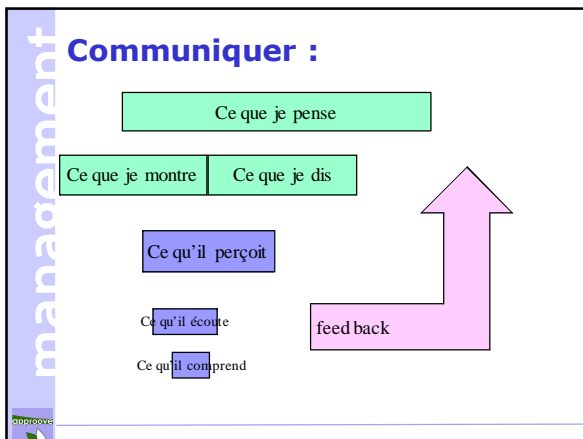 management
Communiquer :
Ce que je pense
Ce que je montre
Ce que je dis
Ce qu'il perçoit
Ce qu'il écoute
feed back
Ce qu'il comprend
approove